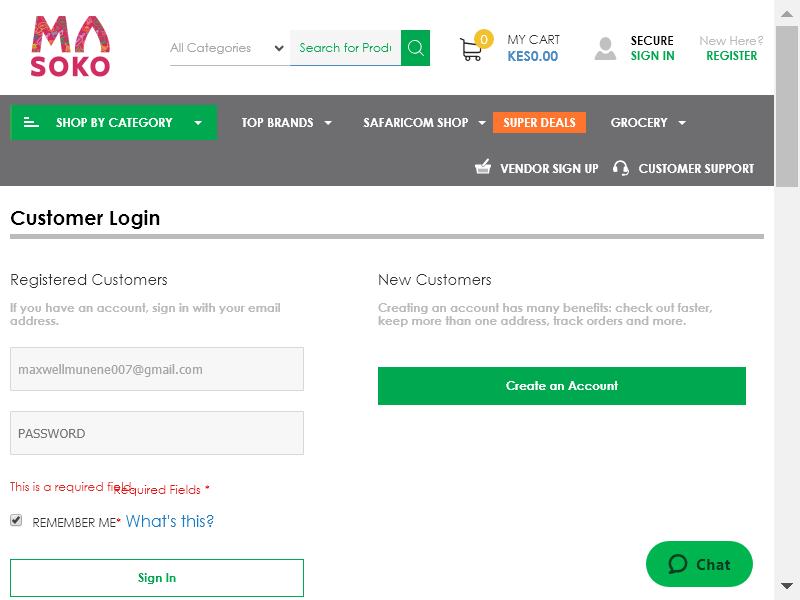 MA
SOKO
All Categories
Search for Produ
0
MY CART
KES0.00
SECURE
SIGN IN
New Here?
REGISTER
SHOP BY CATEGORY
TOP BRANDS
SAFARICOM SHOP
SUPER DEALS
GROCERY
VENDOR SIGN UP
CUSTOMER SUPPORT
Customer Login
Registered Customers
If you have an account, sign in with your email
address.
maxwellmunene007@gmail.com
PASSWORD
This is a required field.
Required Fields *
REMEMBER ME* What's this?
Sign In
New Customers
Creating an account has many benefits: check out faster,
keep more than one address, track orders and more.
Create an Account
Chat